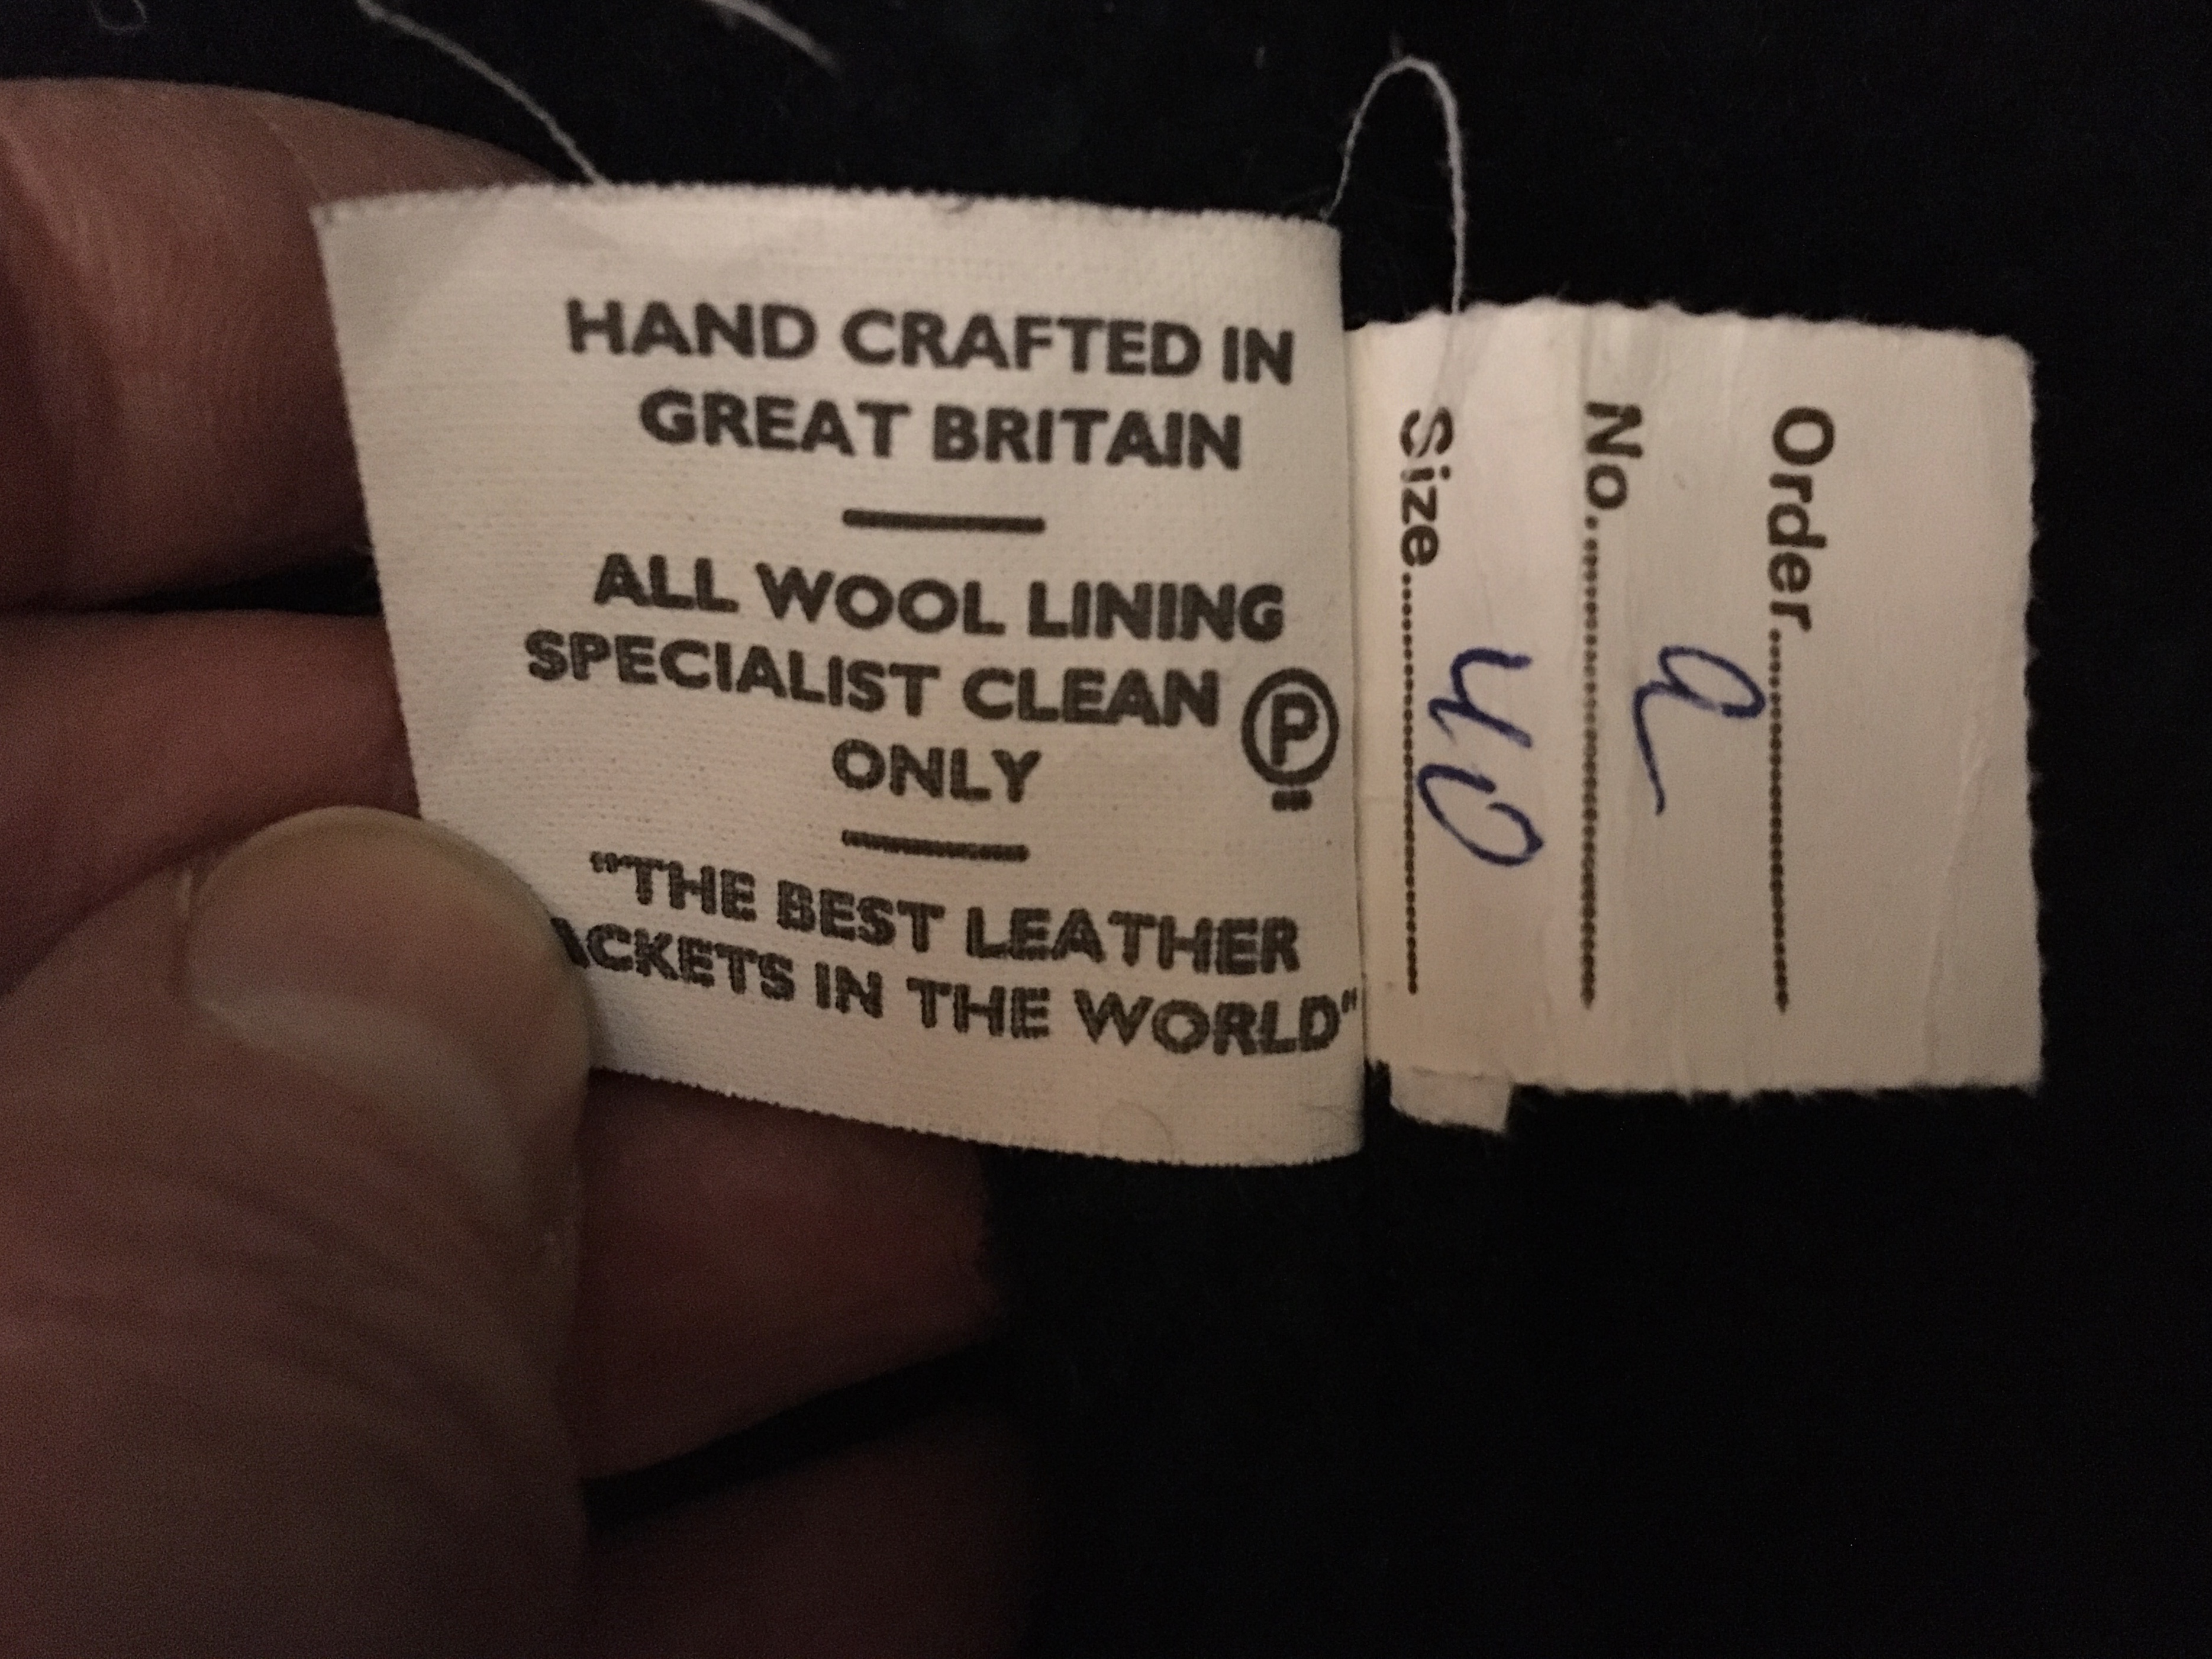 HAND CRAFTED IN
GREAT BRITAIN
ALL WOOL LINING
SPECIALIST CLEAN P
ONLY
"THE BEST LEATHER
ACKETS IN THE WORLD"
Order
No.
Size 40